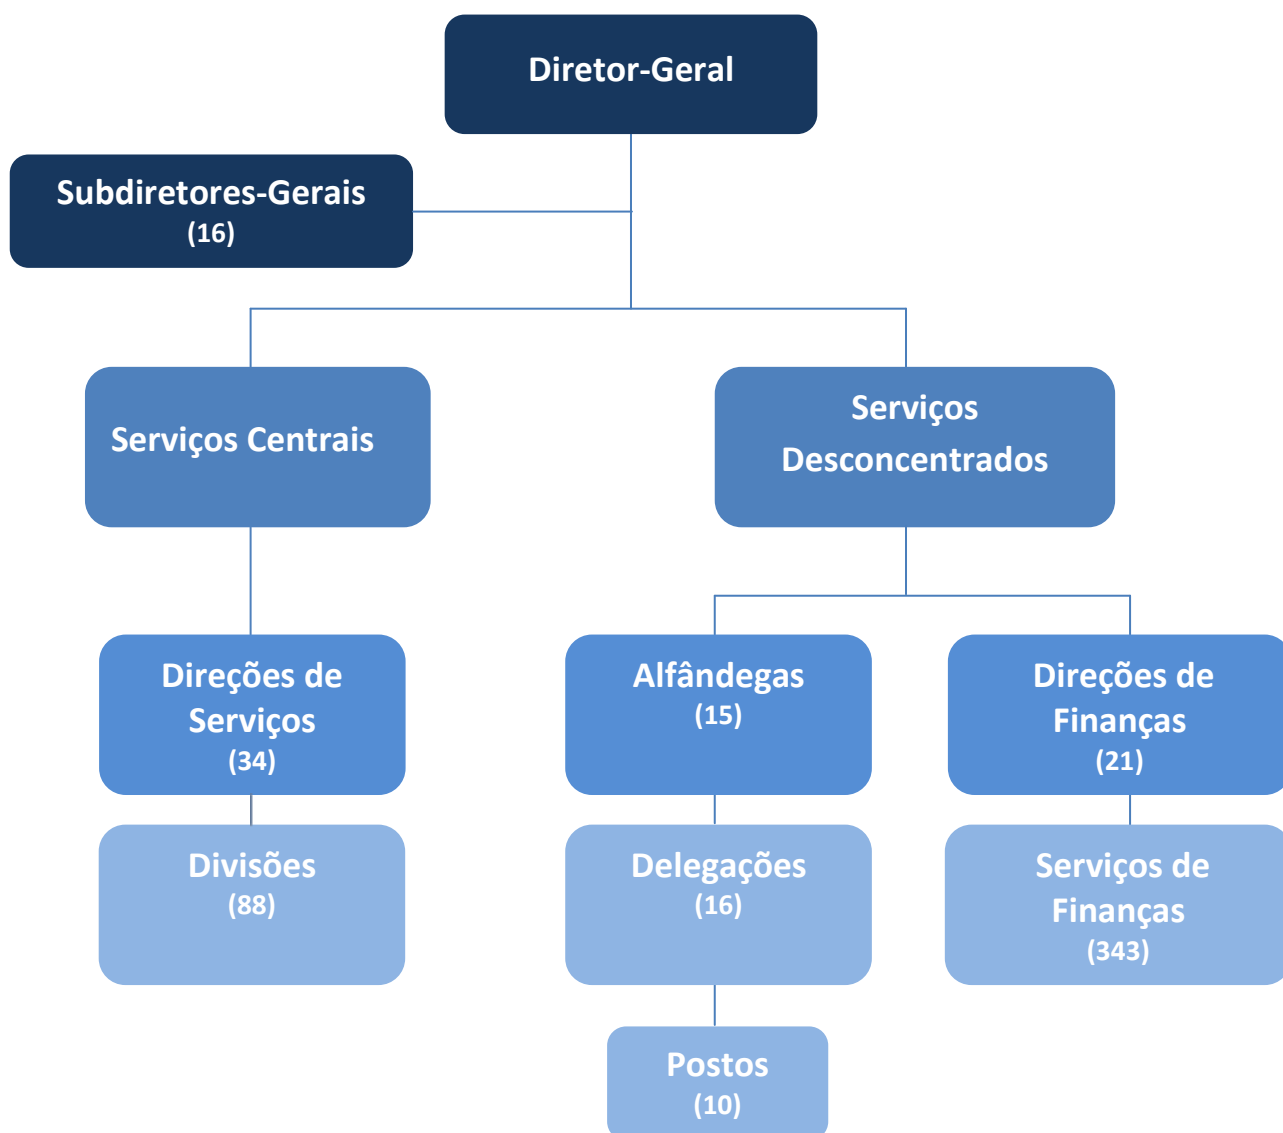 Diretor-Geral
Subdiretores-Gerais
(16)
Serviços Centrais
Serviços
Desconcentrados
Direções de
Serviços
(34)
Alfândegas
(15)
Direções de
Finanças
(21)
Divisões
(88)
Delegações
(16)
Serviços de
Finanças
(343)
Postos
(10)